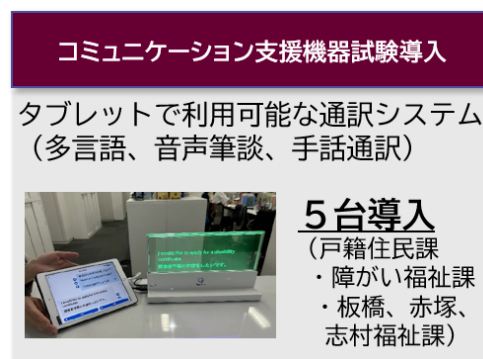 コミュニケーション支援機器試験導入
タブレットで利用可能な通訳システム
（多言語、音声筆談、手話通訳）
５台導入
（戸籍住民課
・障がい福祉課
・板橋、赤塚、
志村福祉課）